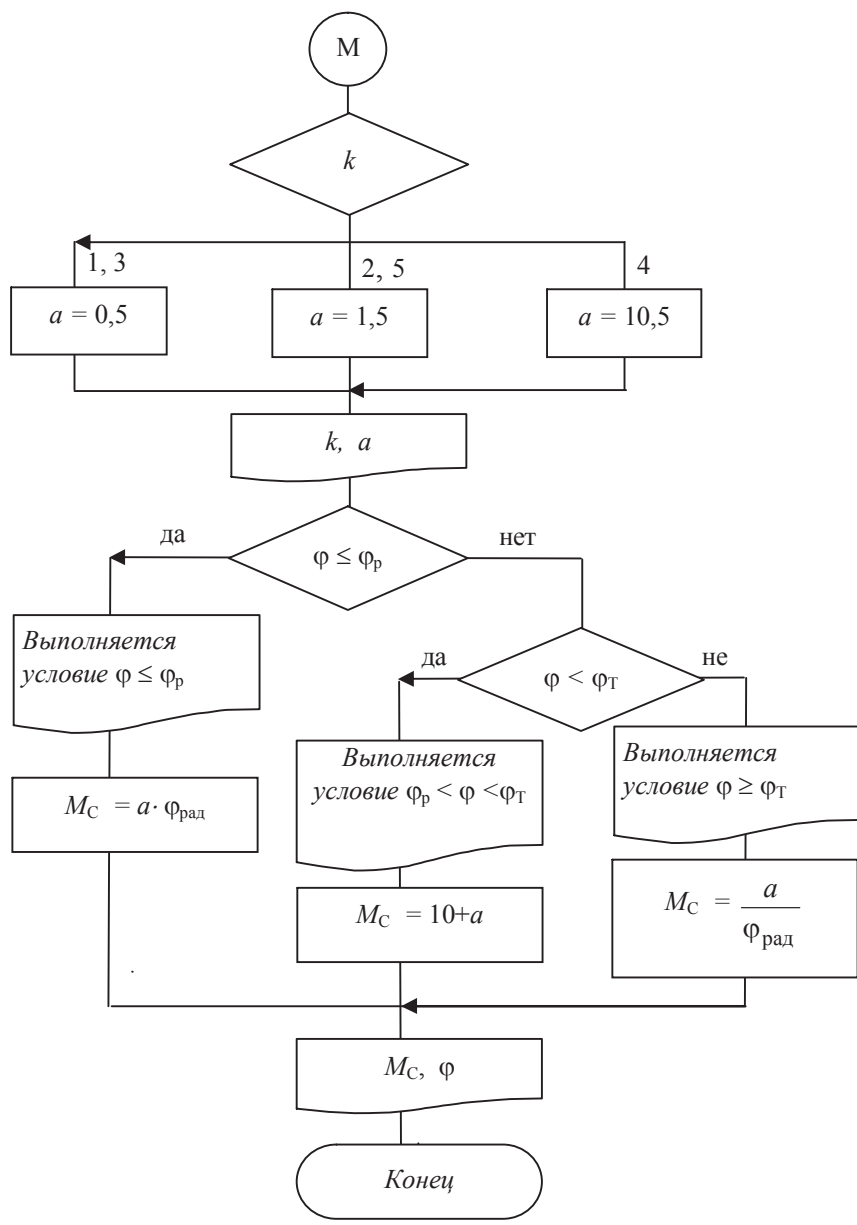 М
k
1, 3
2, 5
4
a = 0,5
a = 1,5
a = 10,5
k, a
да
нет
φ ≤ φр
Выполняется
условие φ ≤ φр
да
не
φ < φТ
Выполняется
условие φр < φ <φТ
Выполняется
условие φ ≥ φТ
MС = a· φрад
MС = 10+a
MС = a / φрад
MС, φ
Конец